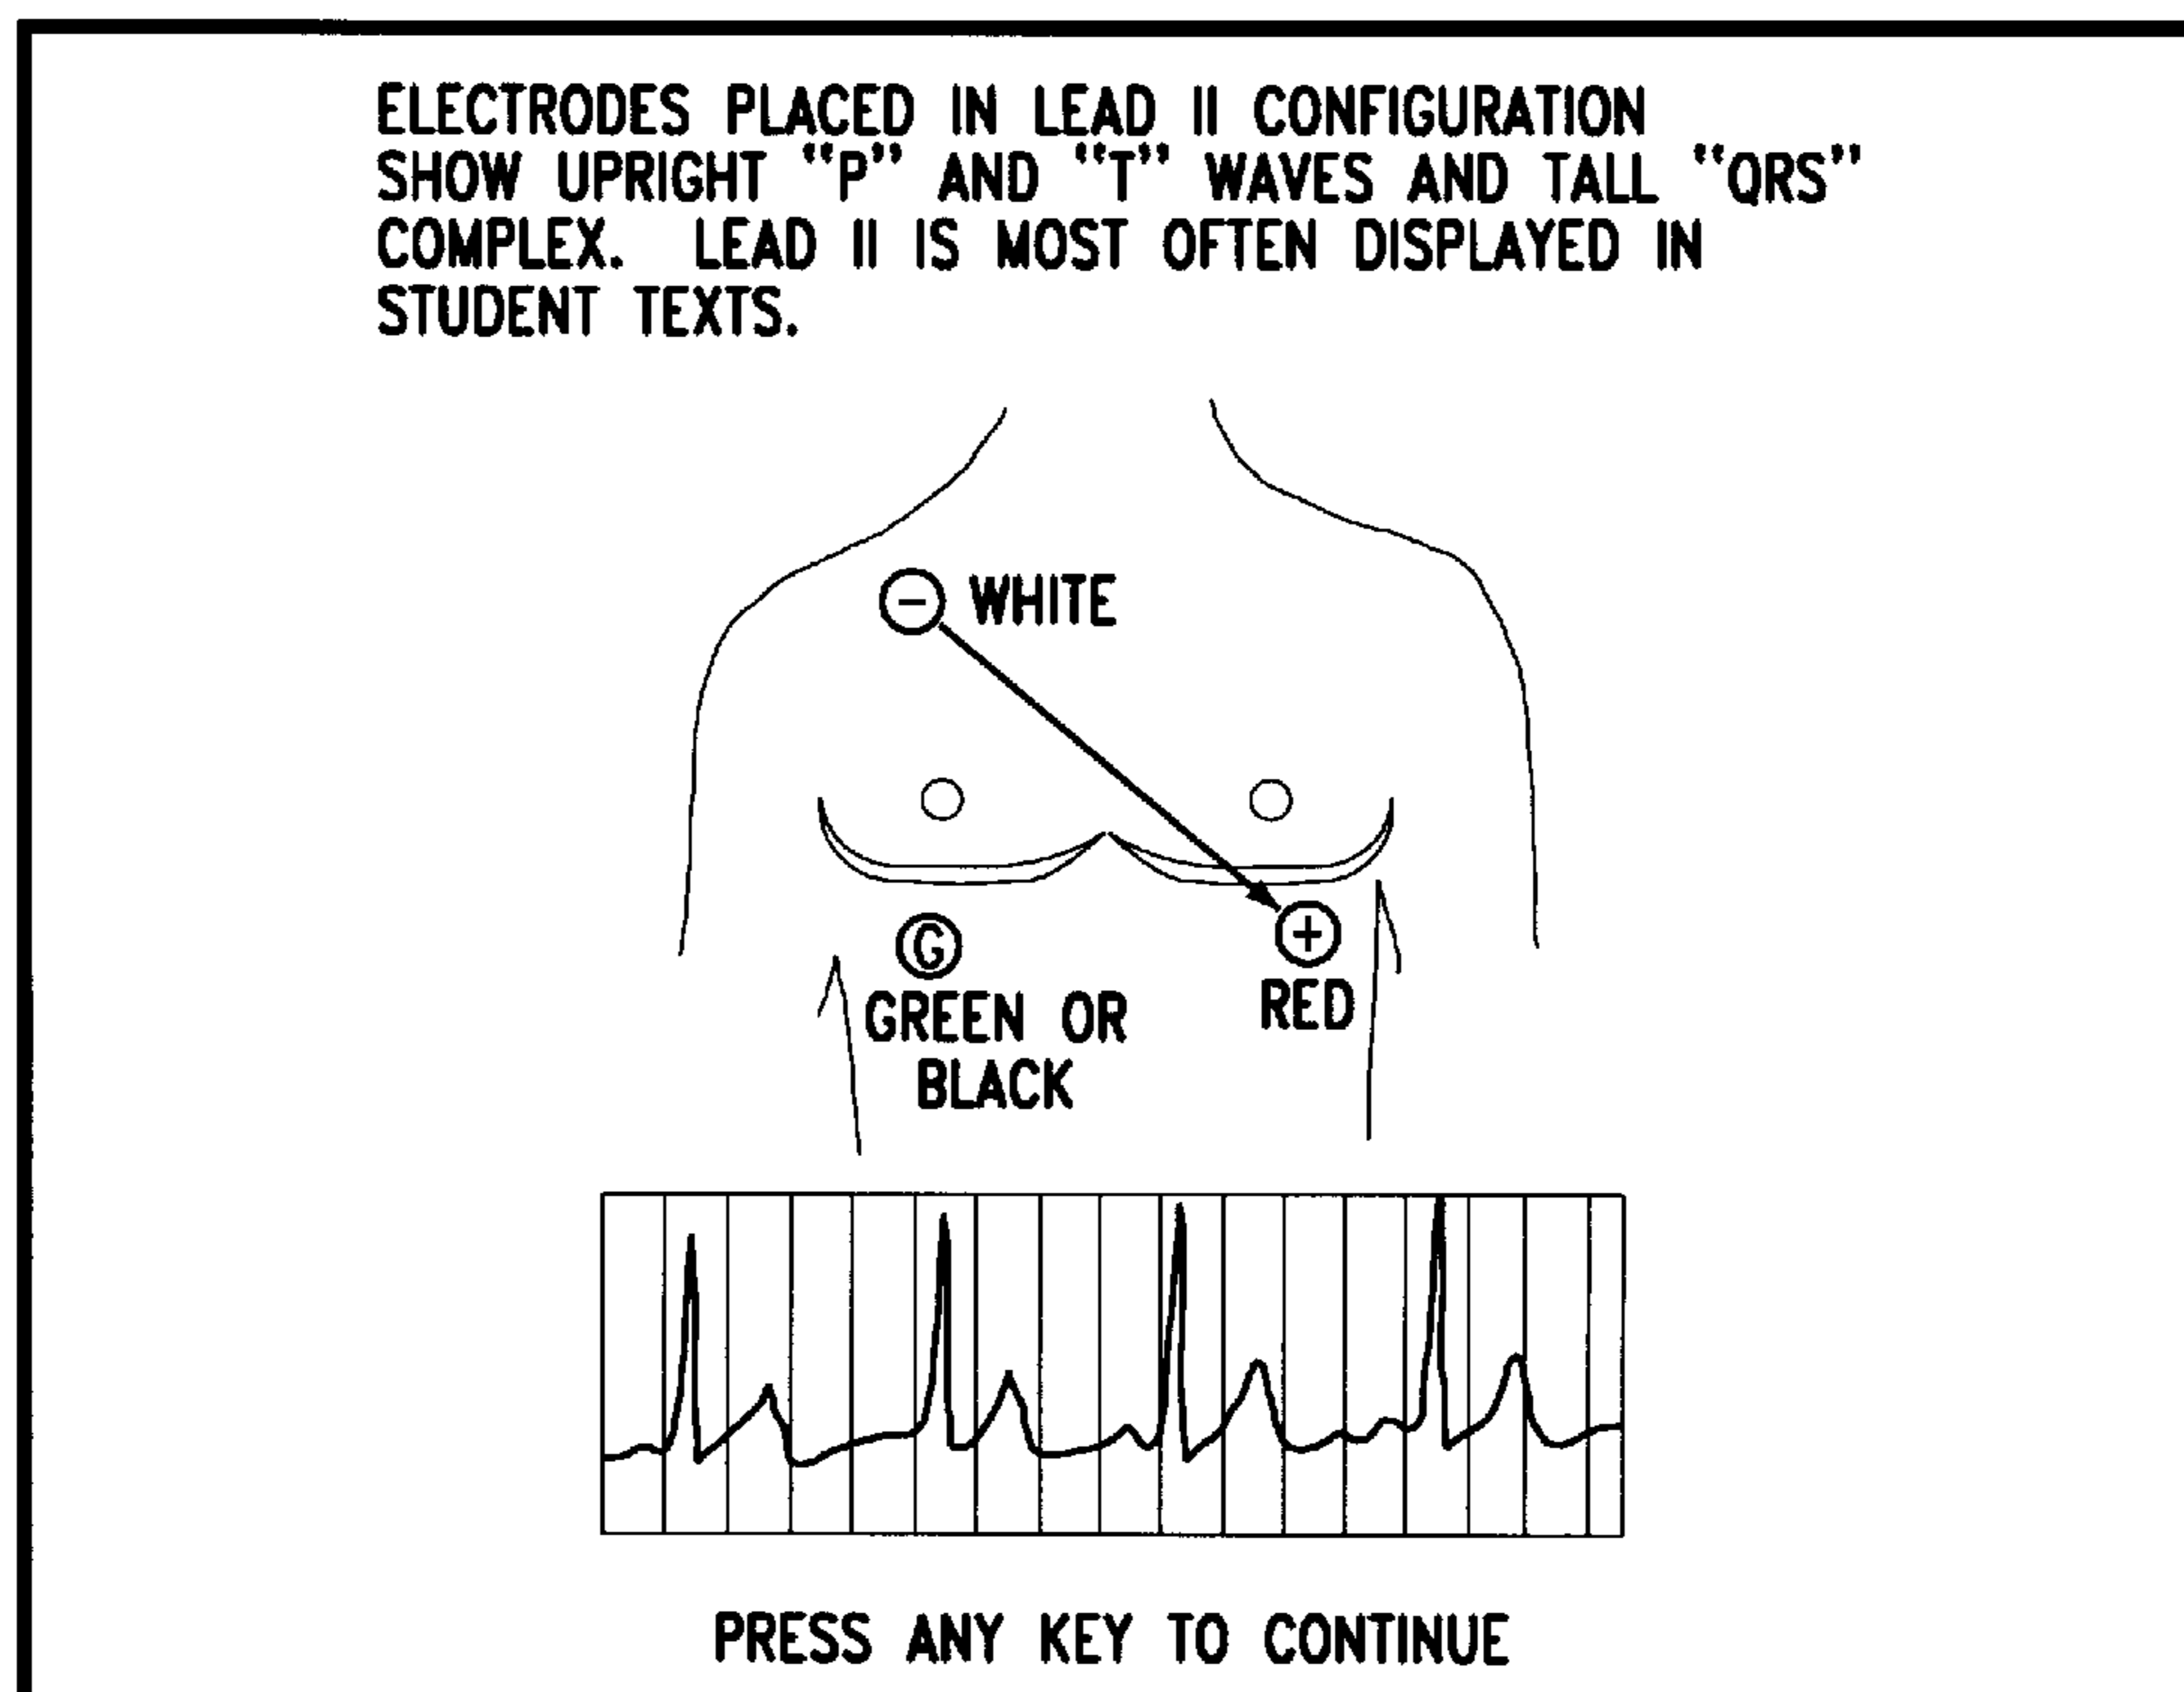 ELECTRODES PLACED IN LEAD II CONFIGURATION
SHOW UPRIGHT “P” AND “T” WAVES AND TALL “QRS”
COMPLEX. LEAD II IS MOST OFTEN DISPLAYED IN
STUDENT TEXTS.
− WHITE
G
+
GREEN OR
BLACK
RED
PRESS ANY KEY TO CONTINUE